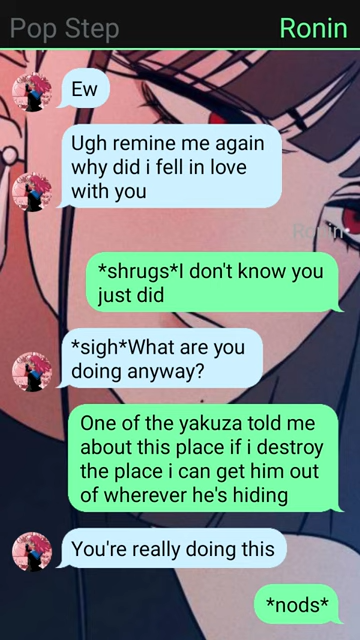 Pop Step Ronin
Ew
Ugh remine me again
why did i fell in love
with you
Ronin
*shrugs*I don't know you
just did
*sigh*What are you
doing anyway?
One of the yakuza told me
about this place if i destroy
the place i can get him out
of wherever he's hiding
You're really doing this
*nods*